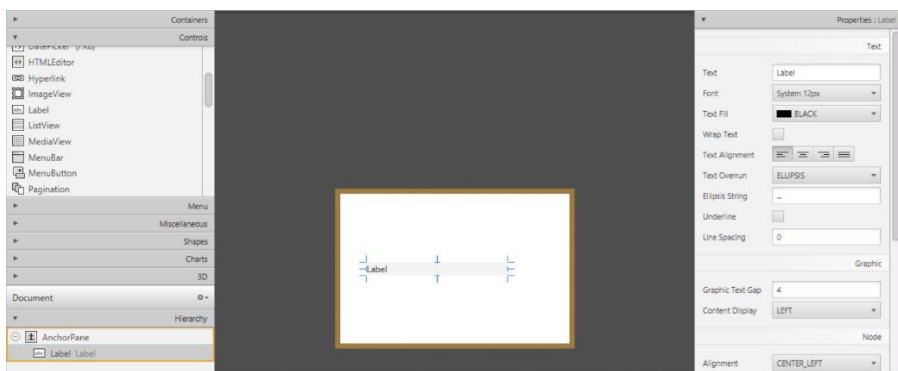 Containers
Controls
DatePicker (FX8)
HTMLEditor
Hyperlink
ImageView
Label
ListView
MediaView
MenuBar
MenuButton
Pagination
Menu
Miscellaneous
Shapes
Charts
3D
Document
Hierarchy
AnchorPane
Label Label
Label
Properties : Label
Text
Text Label
Font System 12px
Text Fill BLACK
Wrap Text
Text Alignment
Text Overrun ELLIPSIS
Ellipsis String ...
Underline
Line Spacing 0
Graphic
Graphic Text Gap 4
Content Display LEFT
Node
Alignment CENTER_LEFT